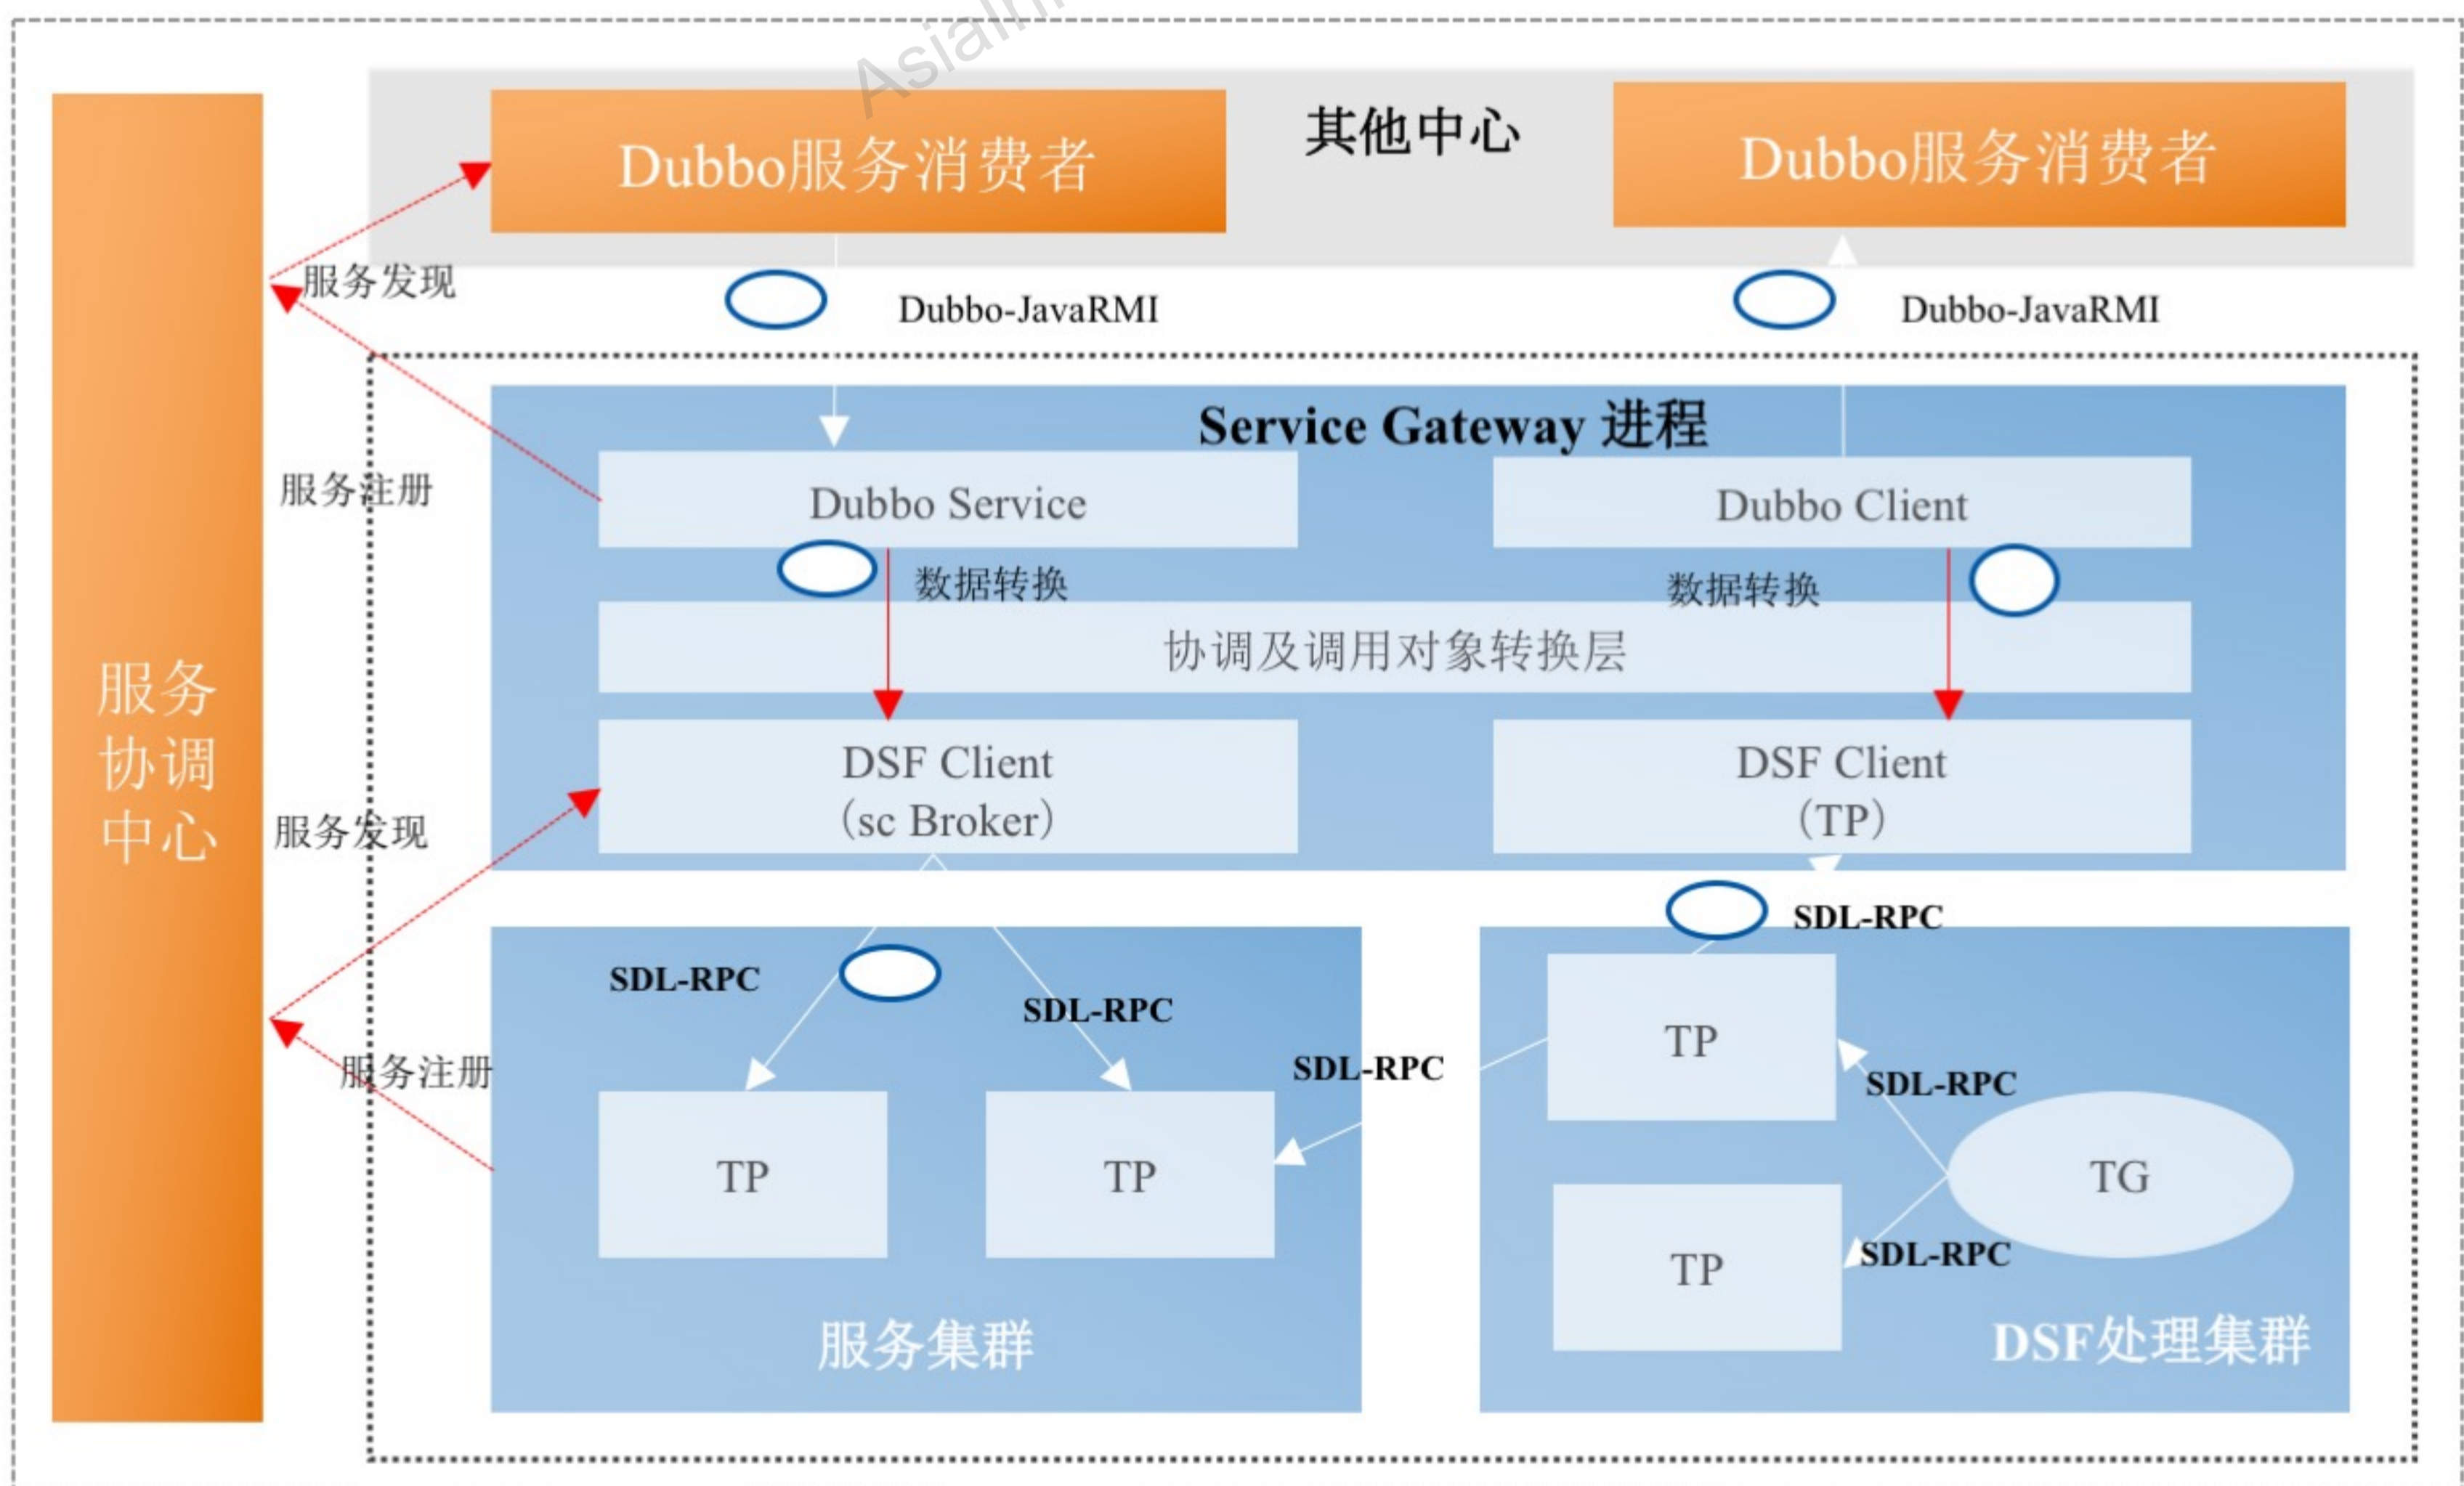 AsiaIn
Dubbo服务消费者
其他中心
Dubbo服务消费者
服务发现
Dubbo-JavaRMI
Dubbo-JavaRMI
Service Gateway 进程
服务注册
Dubbo Service
Dubbo Client
数据转换
数据转换
协调及调用对象转换层
服务
协调
中心
DSF Client
（sc Broker）
DSF Client
（TP）
服务发现
SDL-RPC
SDL-RPC
SDL-RPC
SDL-RPC
TP
SDL-RPC
服务注册
TP
TP
TG
SDL-RPC
TP
服务集群
DSF处理集群